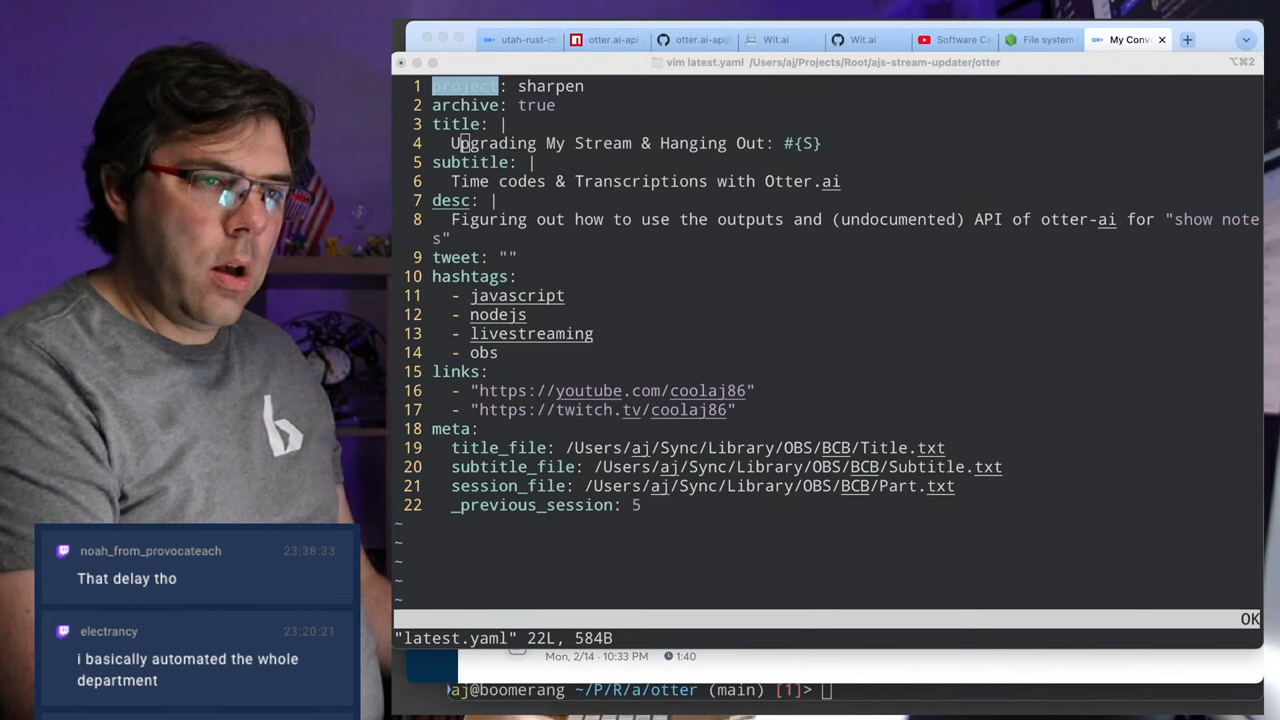 utah-rust-m
otter.ai-api
otter.ai-api/
Wit.ai
Wit.ai
Software Ca
File system
My Conv
vim latest.yaml /Users/aj/Projects/Root/ajs-stream-updater/otter
⌥⌘2
1 project: sharpen
2 archive: true
3 title: |
4 Upgrading My Stream & Hanging Out: #{S}
5 subtitle: |
6 Time codes & Transcriptions with Otter.ai
7 desc: |
8 Figuring out how to use the outputs and (undocumented) API of otter-ai for "show note
s"
9 tweet: ""
10 hashtags:
11 - javascript
12 - nodejs
13 - livestreaming
14 - obs
15 links:
16 - "https://youtube.com/coolaj86"
17 - "https://twitch.tv/coolaj86"
18 meta:
19 title_file: /Users/aj/Sync/Library/OBS/BCB/Title.txt
20 subtitle_file: /Users/aj/Sync/Library/OBS/BCB/Subtitle.txt
21 session_file: /Users/aj/Sync/Library/OBS/BCB/Part.txt
22 _previous_session: 5
~
~
~
~
~
OK
"latest.yaml" 22L, 584B
Mon, 2/14 · 10:33 PM 1:40
aj@boomerang ~/P/R/a/otter (main) [1]>
noah_from_provocateach 23:38:33
That delay tho
electrancy 23:20:21
i basically automated the whole
department